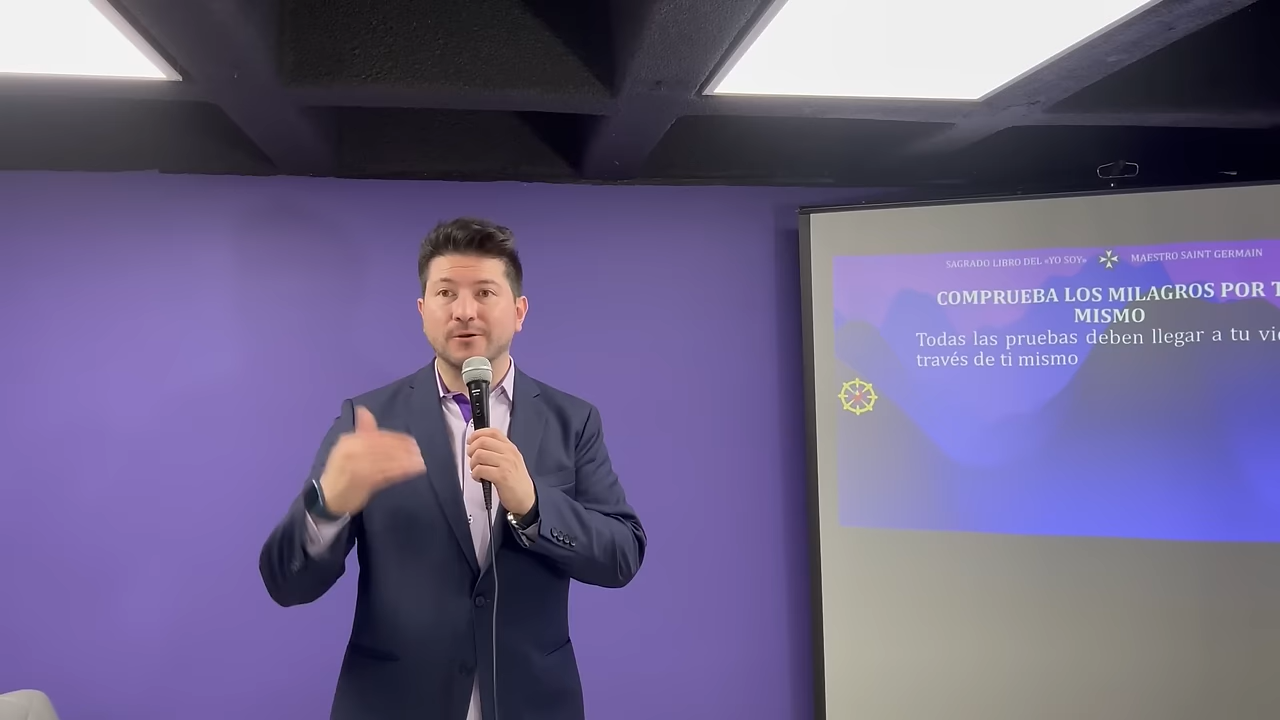 SAGRADO LIBRO DEL «YO SOY» MAESTRO SAINT GERMAIN
COMPRUEBA LOS MILAGROS POR T
MISMO
Todas las pruebas deben llegar a tu vi
través de ti mismo